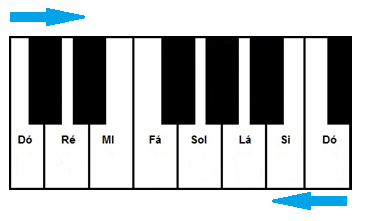 Dó Ré MI Fá Sol Lá Si Dó